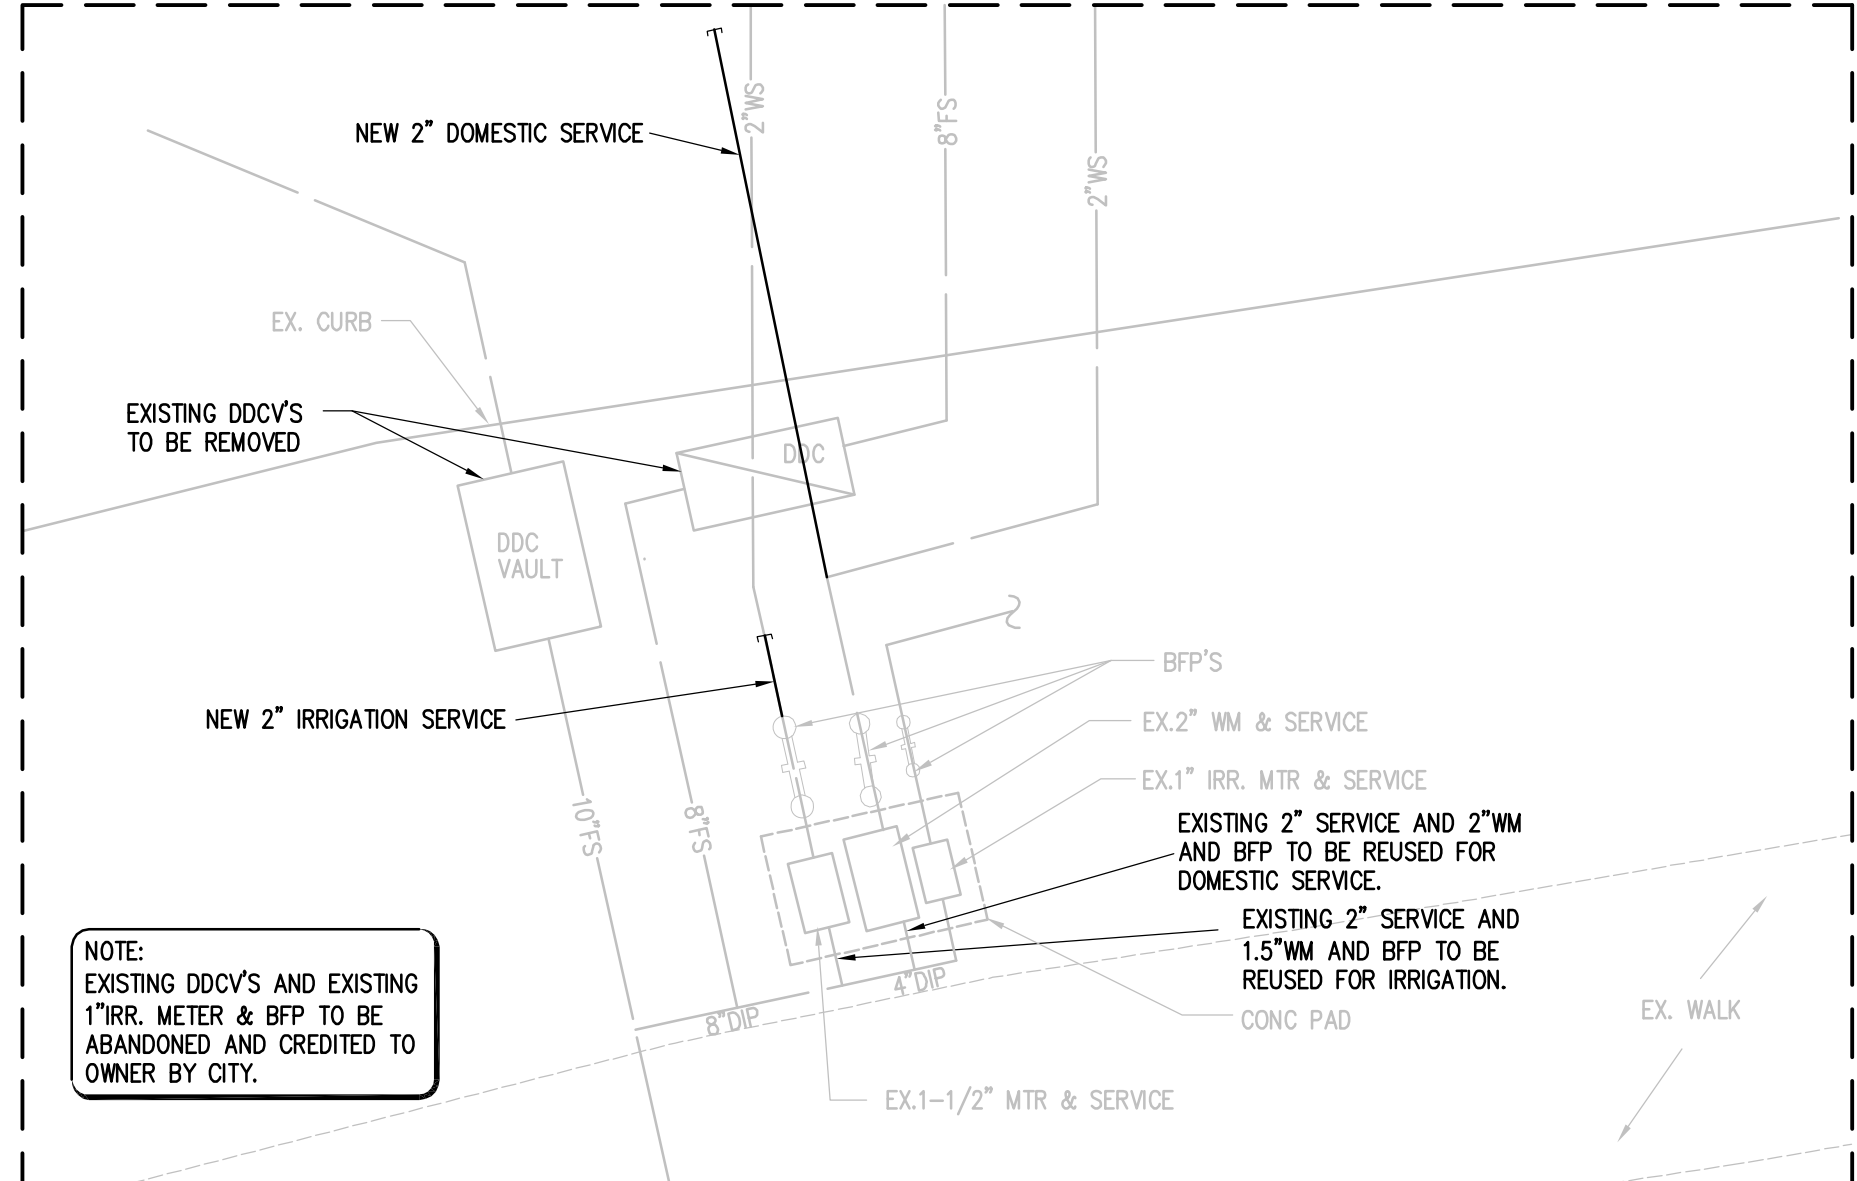 2"WS
8"FS
2"WS
NEW 2" DOMESTIC SERVICE
EX. CURB
EXISTING DDCV'S
TO BE REMOVED
DDC
DDC
VAULT
BFP'S
NEW 2" IRRIGATION SERVICE
EX.2" WM & SERVICE
EX.1" IRR. MTR & SERVICE
10"FS
8"FS
EXISTING 2" SERVICE AND 2"WM
AND BFP TO BE REUSED FOR
DOMESTIC SERVICE.
EXISTING 2" SERVICE AND
1.5"WM AND BFP TO BE
REUSED FOR IRRIGATION.
4"DIP
8"DIP
CONC PAD
EX. WALK
NOTE:
EXISTING DDCV'S AND EXISTING
1"IRR. METER & BFP TO BE
ABANDONED AND CREDITED TO
OWNER BY CITY.
EX.1-1/2" MTR & SERVICE